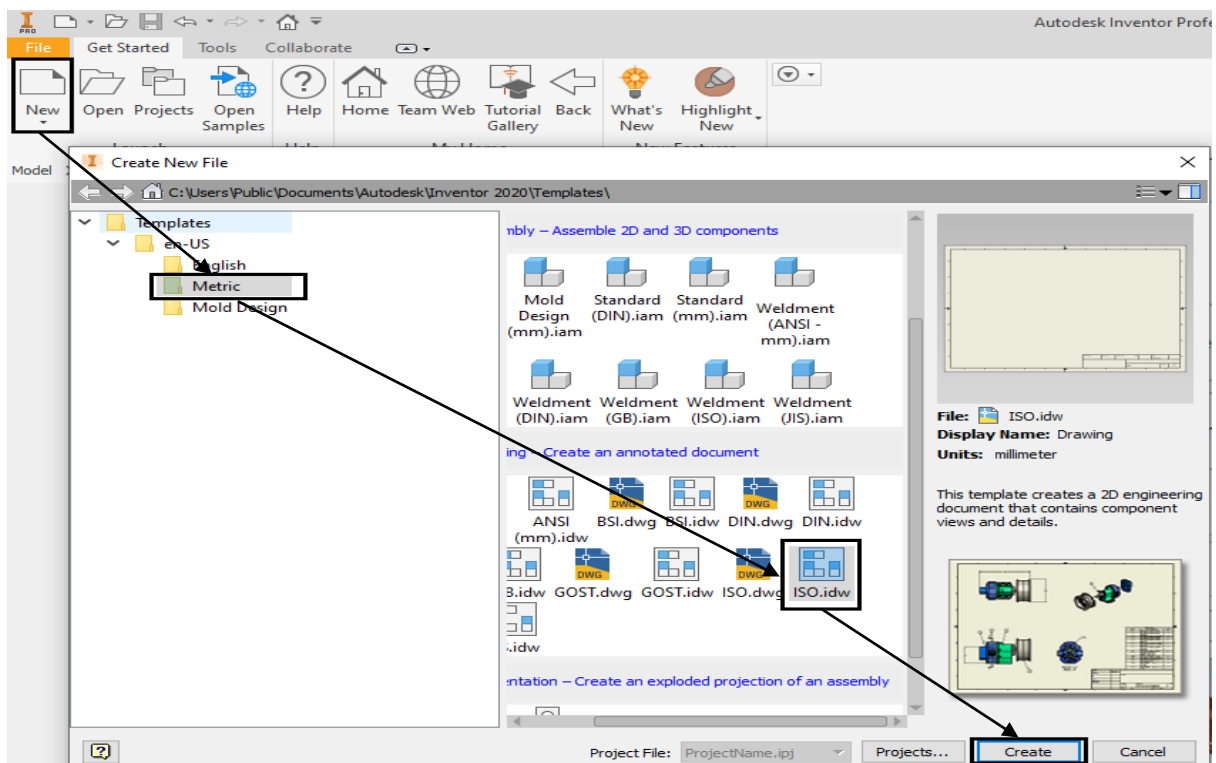 PRO
Autodesk Inventor Profe
File Get Started Tools Collaborate
New Open Projects Open Samples Help Home Team Web Tutorial Gallery Back What's New Highlight New
Model
Create New File
C:\Users\Public\Documents\Autodesk\Inventor 2020\Templates\
Templates
en-US
English
Metric
Mold Design
mbly – Assemble 2D and 3D components
Mold Design (mm).iam
Standard (DIN).iam
Standard (mm).iam
Weldment (ANSI - mm).iam
Weldment (DIN).iam
Weldment (GB).iam
Weldment (ISO).iam
Weldment (JIS).iam
ing – Create an annotated document
ANSI (mm).idw
BSI.dwg
BSI.idw
DIN.dwg
DIN.idw
B.idw
GOST.dwg
GOST.idw
ISO.dwg
ISO.idw
S.idw
entation – Create an exploded projection of an assembly
File: ISO.idw
Display Name: Drawing
Units: millimeter
This template creates a 2D engineering
document that contains component
views and details.
Project File: ProjectName.ipj Projects... Create Cancel